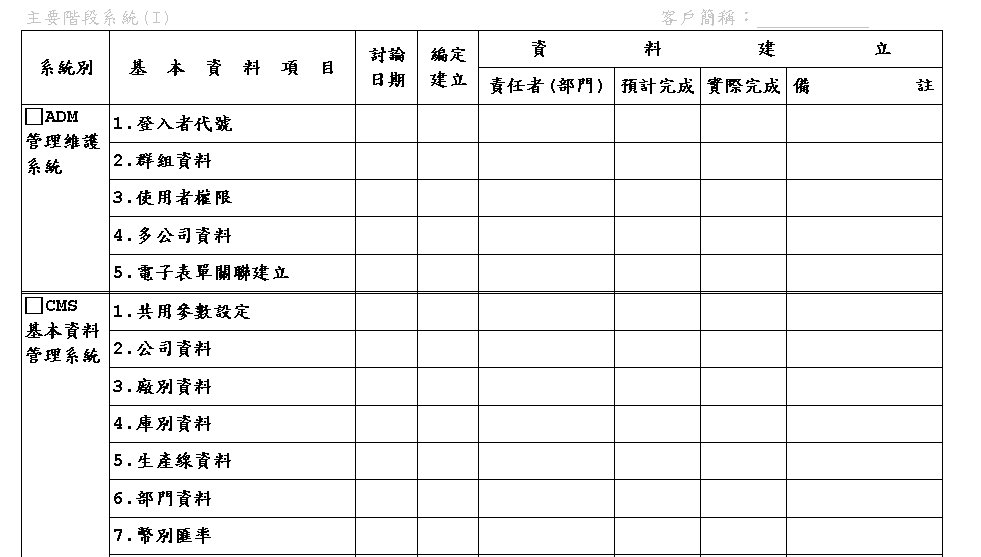 主要階段系統(I) 客戶簡稱：
系統別 基本資料項目 討論日期 編定建立 資料建立
責任者(部門) 預計完成 實際完成 備註
□ADM
管理維護
系統
1.登入者代號
2.群組資料
3.使用者權限
4.多公司資料
5.電子表單關聯建立
□CMS
基本資料
管理系統
1.共用參數設定
2.公司資料
3.廠別資料
4.庫別資料
5.生產線資料
6.部門資料
7.幣別匯率